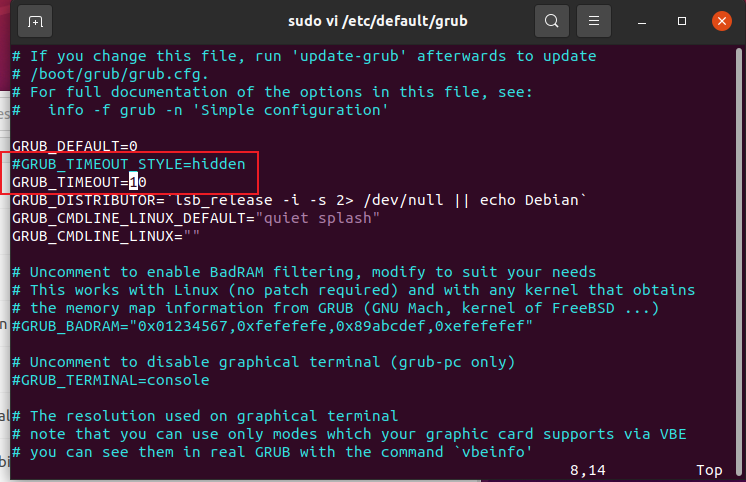 sudo vi /etc/default/grub
# If you change this file, run 'update-grub' afterwards to update
# /boot/grub/grub.cfg.
# For full documentation of the options in this file, see:
#   info -f grub -n 'Simple configuration'
GRUB_DEFAULT=0
#GRUB_TIMEOUT_STYLE=hidden
GRUB_TIMEOUT=10
GRUB_DISTRIBUTOR=`lsb_release -i -s 2> /dev/null || echo Debian`
GRUB_CMDLINE_LINUX_DEFAULT="quiet splash"
GRUB_CMDLINE_LINUX=""
# Uncomment to enable BadRAM filtering, modify to suit your needs
# This works with Linux (no patch required) and with any kernel that obtains
# the memory map information from GRUB (GNU Mach, kernel of FreeBSD ...)
#GRUB_BADRAM="0x01234567,0xfefefefe,0x89abcdef,0xefefefef"
# Uncomment to disable graphical terminal (grub-pc only)
#GRUB_TERMINAL=console
# The resolution used on graphical terminal
# note that you can use only modes which your graphic card supports via VBE
# you can see them in real GRUB with the command `vbeinfo'
8,14 Top